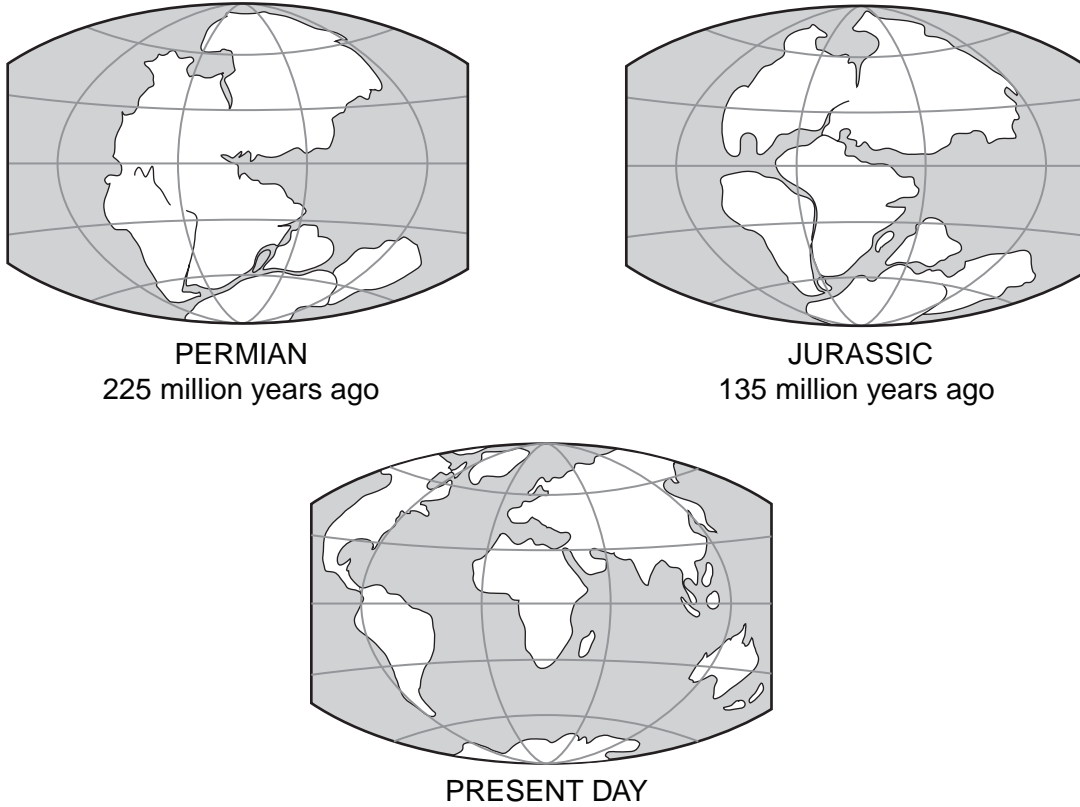 PERMIAN
225 million years ago
JURASSIC
135 million years ago
PRESENT DAY